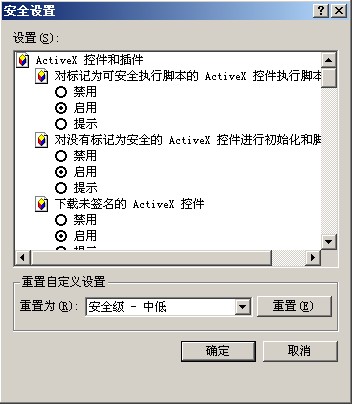 安全设置
设置(S):
ActiveX 控件和插件
对标记为可安全执行脚本的 ActiveX 控件执行脚本
禁用
启用
提示
对没有标记为安全的 ActiveX 控件进行初始化和脚
禁用
启用
提示
下载未签名的 ActiveX 控件
禁用
启用
重置自定义设置
重置为(R): 安全级 - 中低 重置(E)
确定 取消